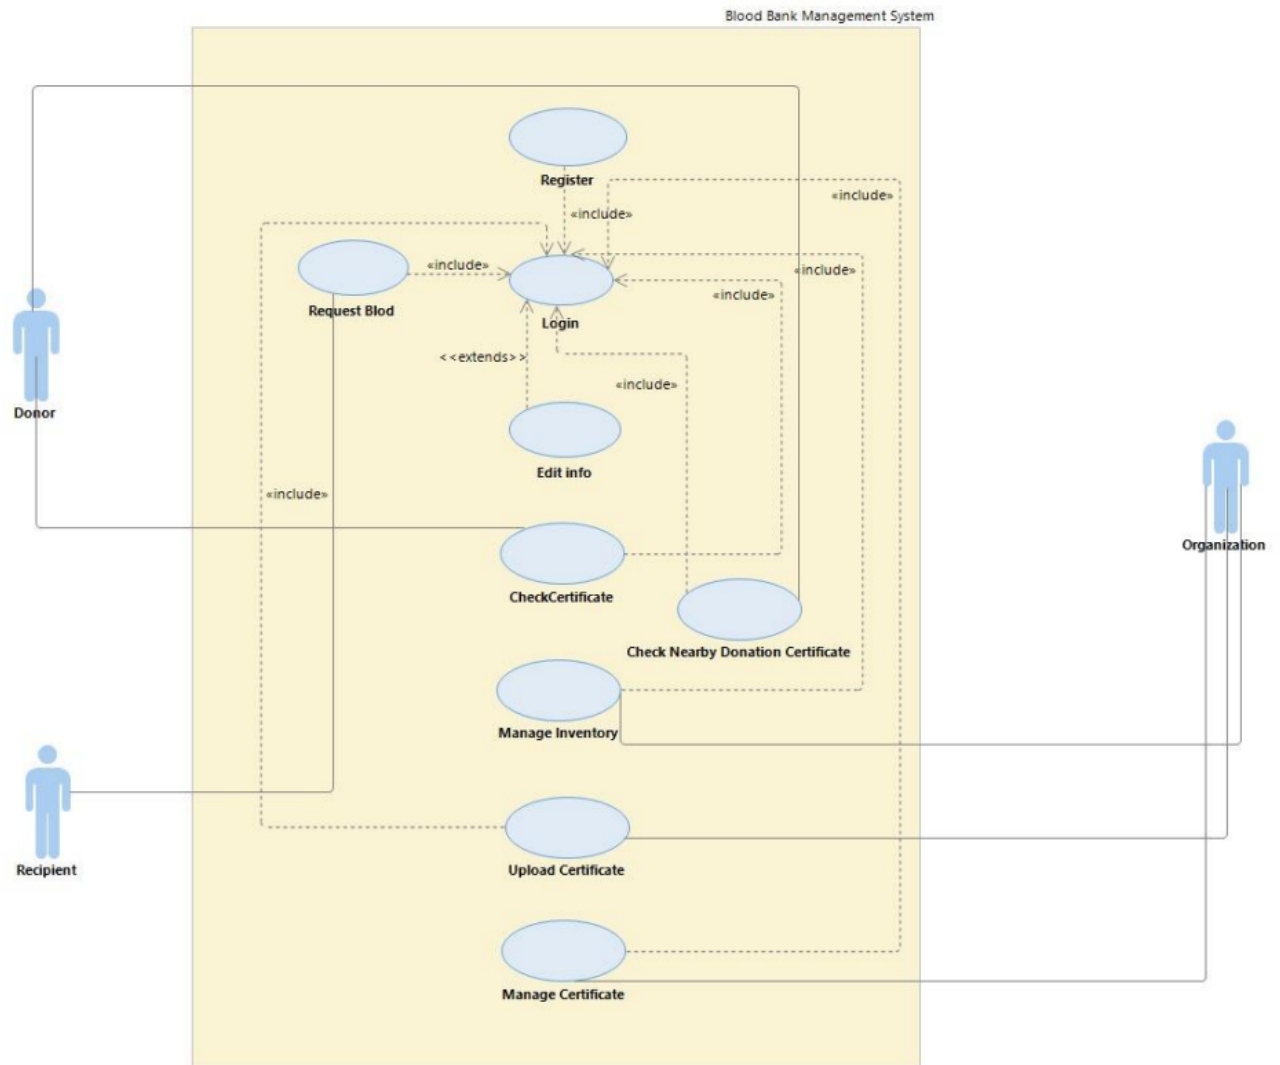 Blood Bank Management System
Register
«include»
«include»
«include»
«include»
«include»
Request Blod
Login
<<extends>>
«include»
Donor
Edit info
«include»
Organization
CheckCertificate
Check Nearby Donation Certificate
Manage Inventory
Recipient
Upload Certificate
Manage Certificate